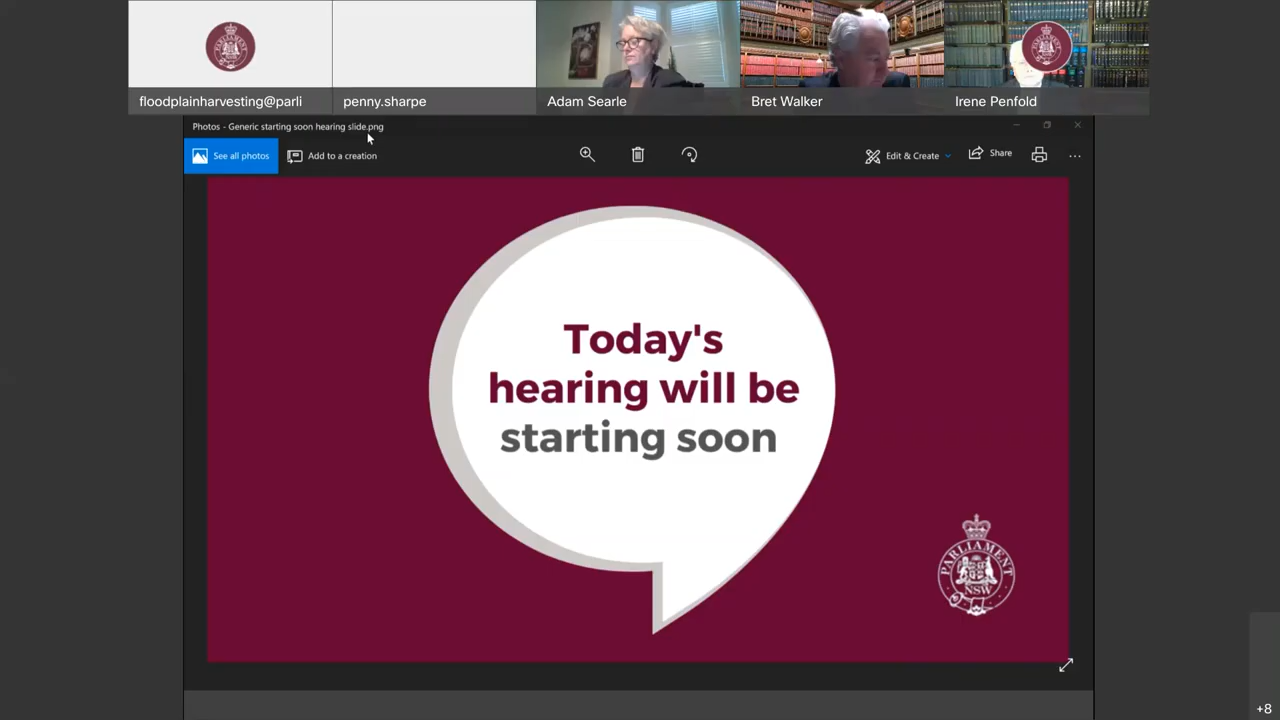 floodplainharvesting@parli
penny.sharpe
Adam Searle
Bret Walker
Irene Penfold
Photos - Generic starting soon hearing slide.png
See all photos
Add to a creation
Edit & Create
Share
Today's
hearing will be
starting soon
PARLIAMENT
NSW
+8